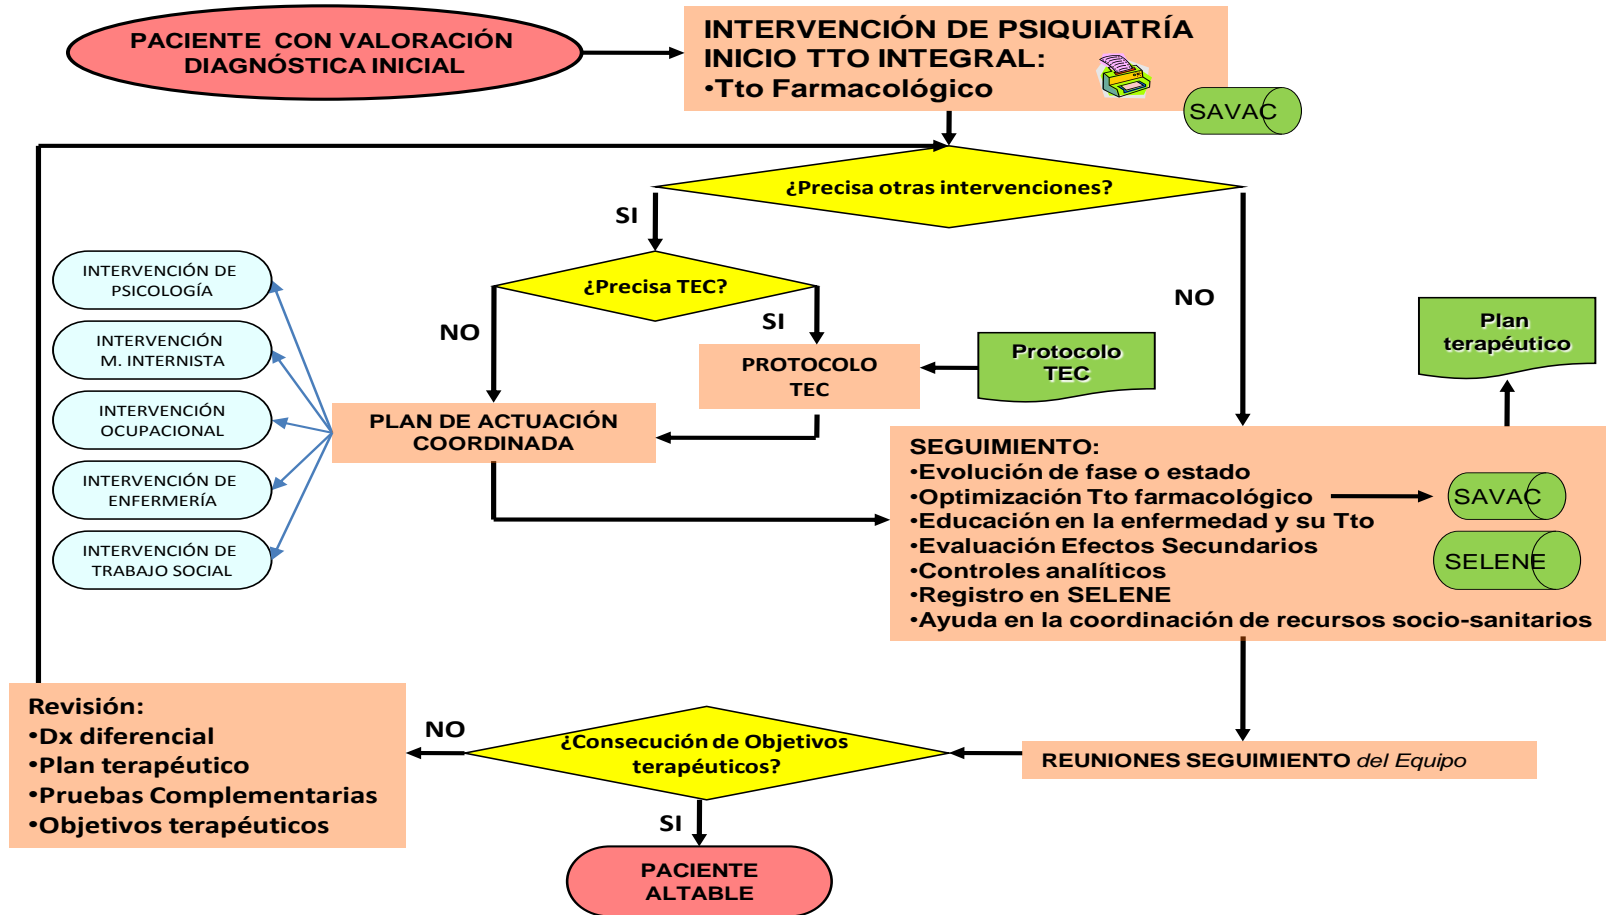 PACIENTE CON VALORACIÓN
DIAGNÓSTICA INICIAL
INTERVENCIÓN DE PSIQUIATRÍA
INICIO TTO INTEGRAL:
•Tto Farmacológico
SAVAC
¿Precisa otras intervenciones?
SI
NO
¿Precisa TEC?
NO
SI
INTERVENCIÓN DE
PSICOLOGÍA
INTERVENCIÓN
M. INTERNISTA
INTERVENCIÓN
OCUPACIONAL
INTERVENCIÓN DE
ENFERMERÍA
INTERVENCIÓN DE
TRABAJO SOCIAL
PROTOCOLO
TEC
Protocolo
TEC
Plan
terapéutico
PLAN DE ACTUACIÓN
COORDINADA
SEGUIMIENTO:
•Evolución de fase o estado
•Optimización Tto farmacológico
•Educación en la enfermedad y su Tto
•Evaluación Efectos Secundarios
•Controles analíticos
•Registro en SELENE
•Ayuda en la coordinación de recursos socio-sanitarios
SAVAC
SELENE
REUNIONES SEGUIMIENTO del Equipo
¿Consecución de Objetivos
terapéuticos?
NO
SI
Revisión:
•Dx diferencial
•Plan terapéutico
•Pruebas Complementarias
•Objetivos terapéuticos
PACIENTE
ALTABLE